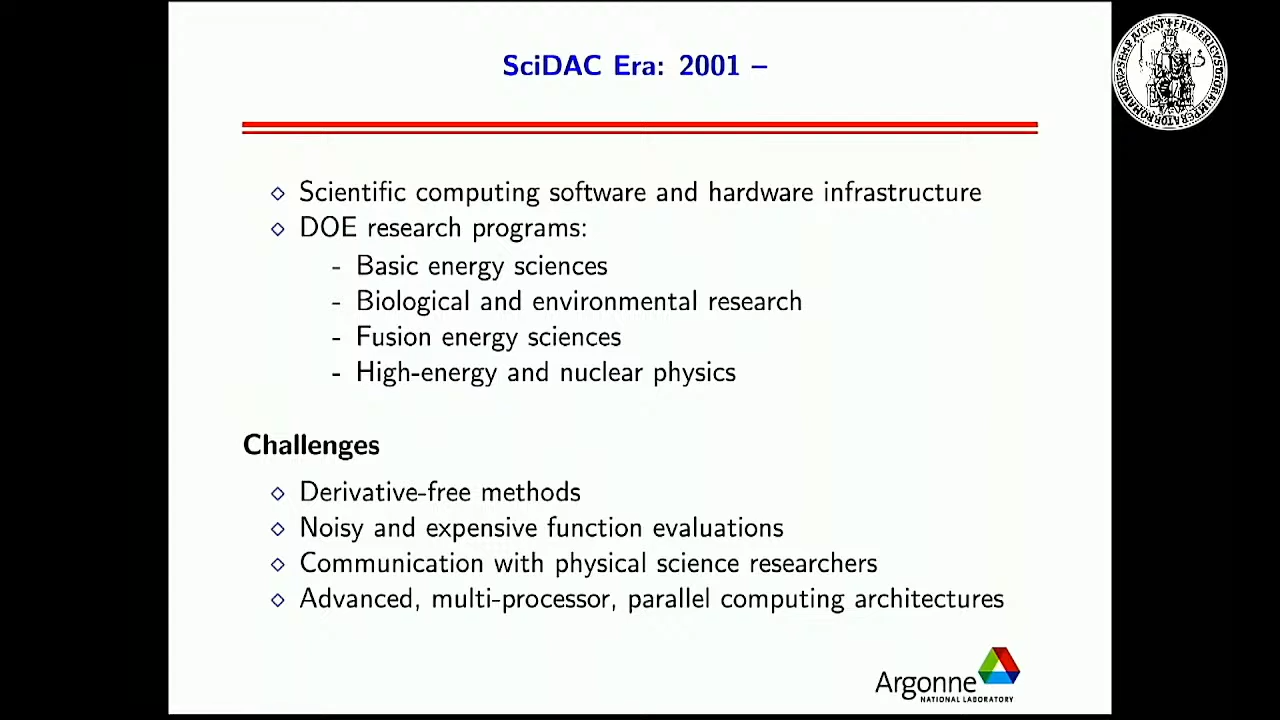 SciDAC Era: 2001 –
◇ Scientific computing software and hardware infrastructure
◇ DOE research programs:
- Basic energy sciences
- Biological and environmental research
- Fusion energy sciences
- High-energy and nuclear physics
Challenges
◇ Derivative-free methods
◇ Noisy and expensive function evaluations
◇ Communication with physical science researchers
◇ Advanced, multi-processor, parallel computing architectures
Argonne
NATIONAL LABORATORY